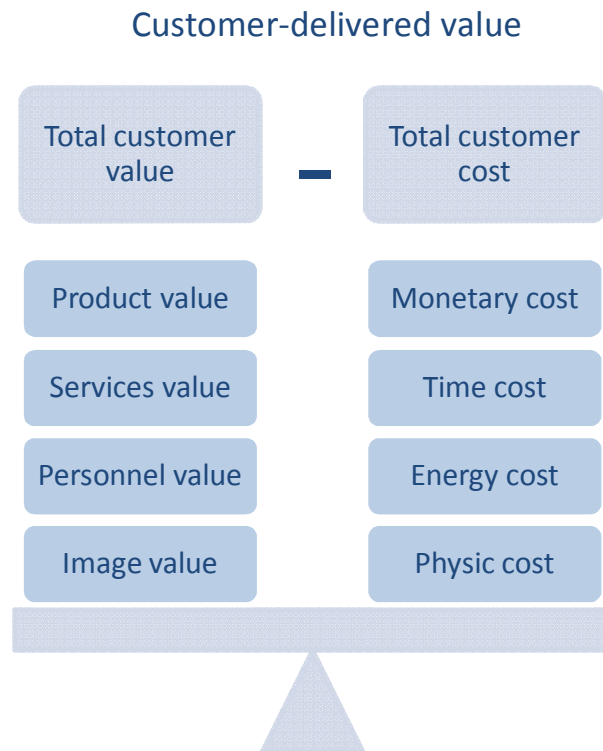 Customer-delivered value
Total customer
value
-
Total customer
cost
Product value
Monetary cost
Services value
Time cost
Personnel value
Energy cost
Image value
Physic cost